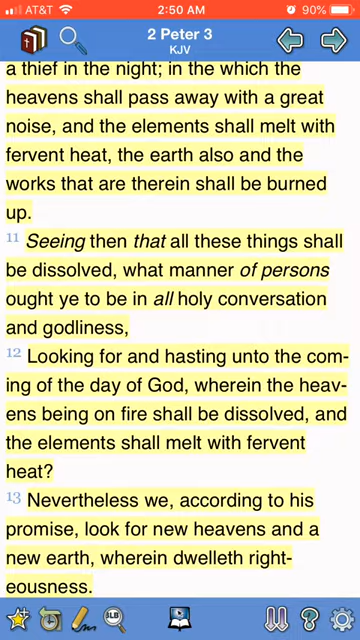 AT&T 2:50 AM 90%
2 Peter 3
KJV
a thief in the night; in the which the
heavens shall pass away with a great
noise, and the elements shall melt with
fervent heat, the earth also and the
works that are therein shall be burned
up.
11 Seeing then that all these things shall
be dissolved, what manner of persons
ought ye to be in all holy conversation
and godliness,
12 Looking for and hasting unto the com-
ing of the day of God, wherein the heav-
ens being on fire shall be dissolved, and
the elements shall melt with fervent
heat?
13 Nevertheless we, according to his
promise, look for new heavens and a
new earth, wherein dwelleth right-
eousness.
BLB